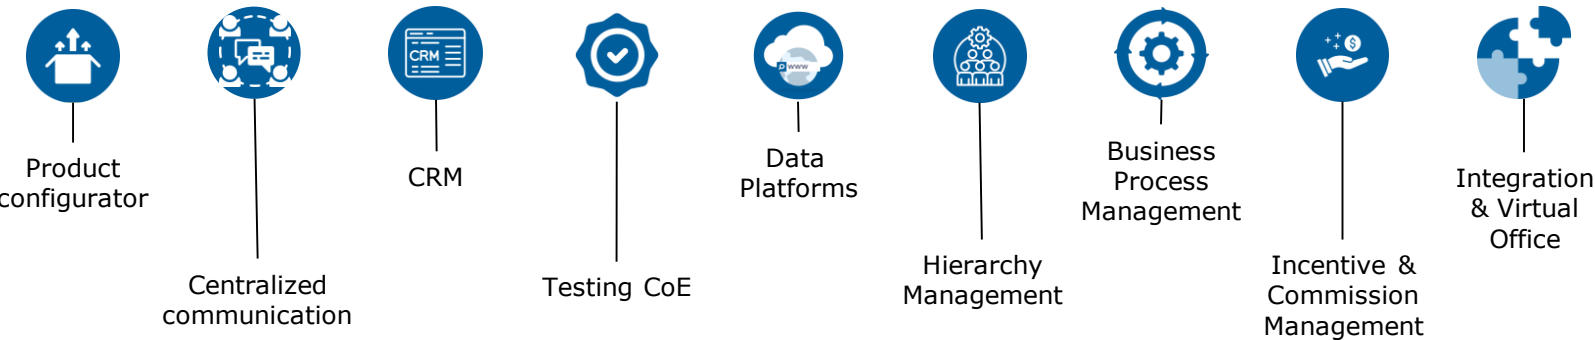 CRM
www
Product
configurator
Centralized
communication
CRM
Testing CoE
Data
Platforms
Hierarchy
Management
Business
Process
Management
Incentive &
Commission
Management
Integration
& Virtual
Office